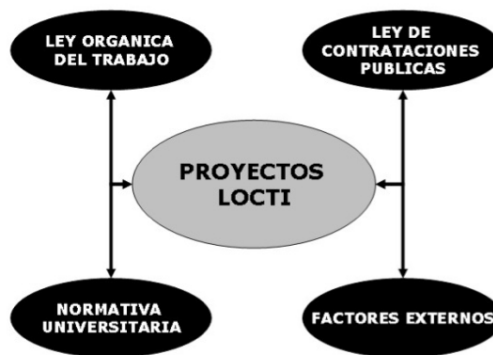 LEY ORGANICA
DEL TRABAJO
LEY DE
CONTRATACIONES
PUBLICAS
PROYECTOS
LOCTI
NORMATIVA
UNIVERSITARIA
FACTORES EXTERNOS